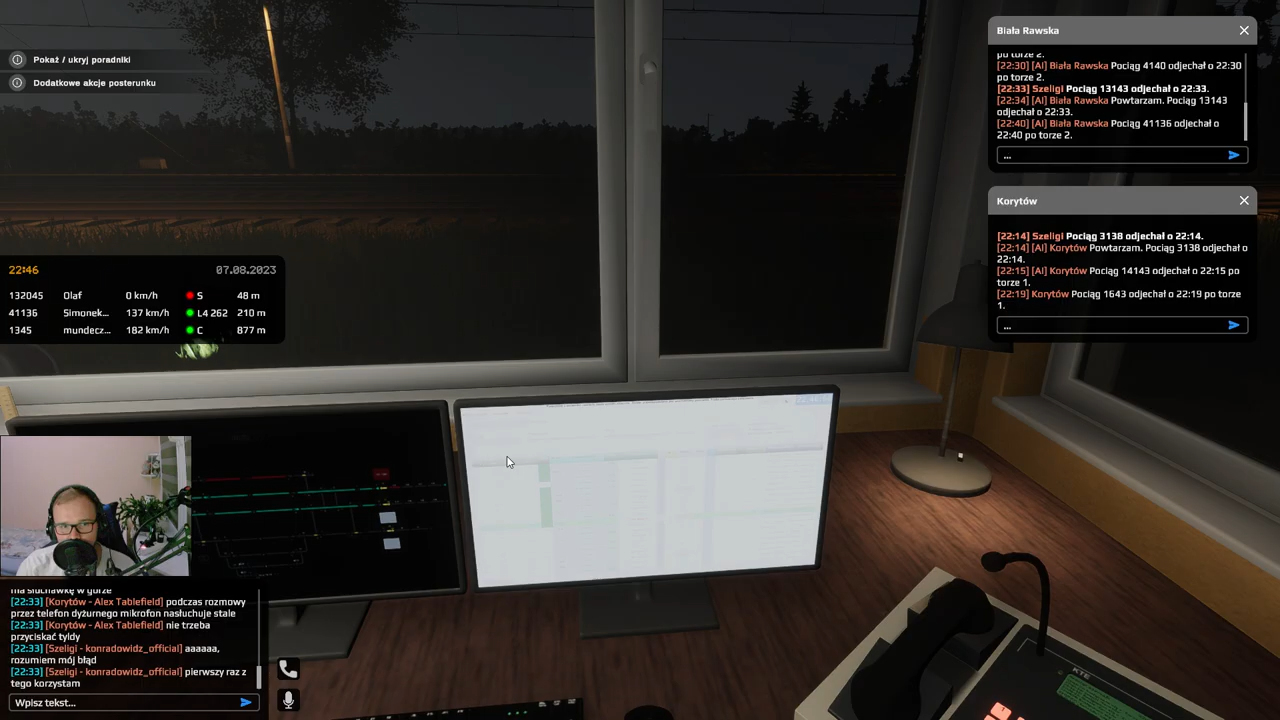 Pokaż / ukryj poradniki
Dodatkowe akcje posterunku
22:46 07.08.2023
132045 Olaf 0 km/h S 48 m
41136 Simonek... 137 km/h L4 262 210 m
1345 mundecz... 182 km/h C 877 m
Biała Rawska
po torze 2.
[22:30] [AI] Biała Rawska Pociąg 4140 odjechał o 22:30
po torze 2.
[22:33] Szeligi Pociąg 13143 odjechał o 22:33.
[22:34] [AI] Biała Rawska Powtarzam. Pociąg 13143
odjechał o 22:33.
[22:40] [AI] Biała Rawska Pociąg 41136 odjechał o
22:40 po torze 2.
...
Korytów
[22:14] Szeligi Pociąg 3138 odjechał o 22:14.
[22:14] [AI] Korytów Powtarzam. Pociąg 3138 odjechał o
22:14.
[22:15] [AI] Korytów Pociąg 14143 odjechał o 22:15 po
torze 1.
[22:19] Korytów Pociąg 1643 odjechał o 22:19 po torze
1.
...
ma słuchawkę w górze
[22:33] [Korytów - Alex Tablefield] podczas rozmowy
przez telefon dyżurnego mikrofon nasłuchuje stale
[22:33] [Korytów - Alex Tablefield] nie trzeba
przyciskać tyldy
[22:33] [Szeligi - konradowidz_official] aaaaaa,
rozumiem mój błąd
[22:33] [Szeligi - konradowidz_official] pierwszy raz z
tego korzystam
Wpisz tekst...
KTE